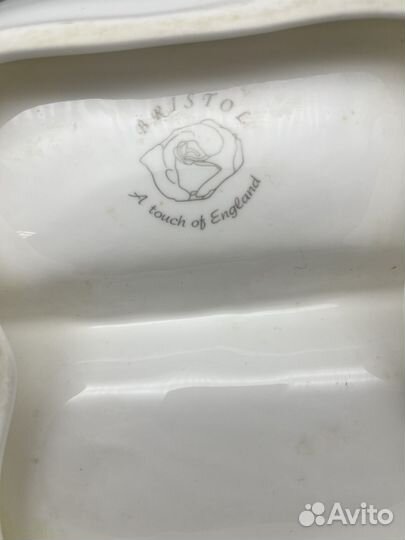 BRISTOL
A touch of England
Avito